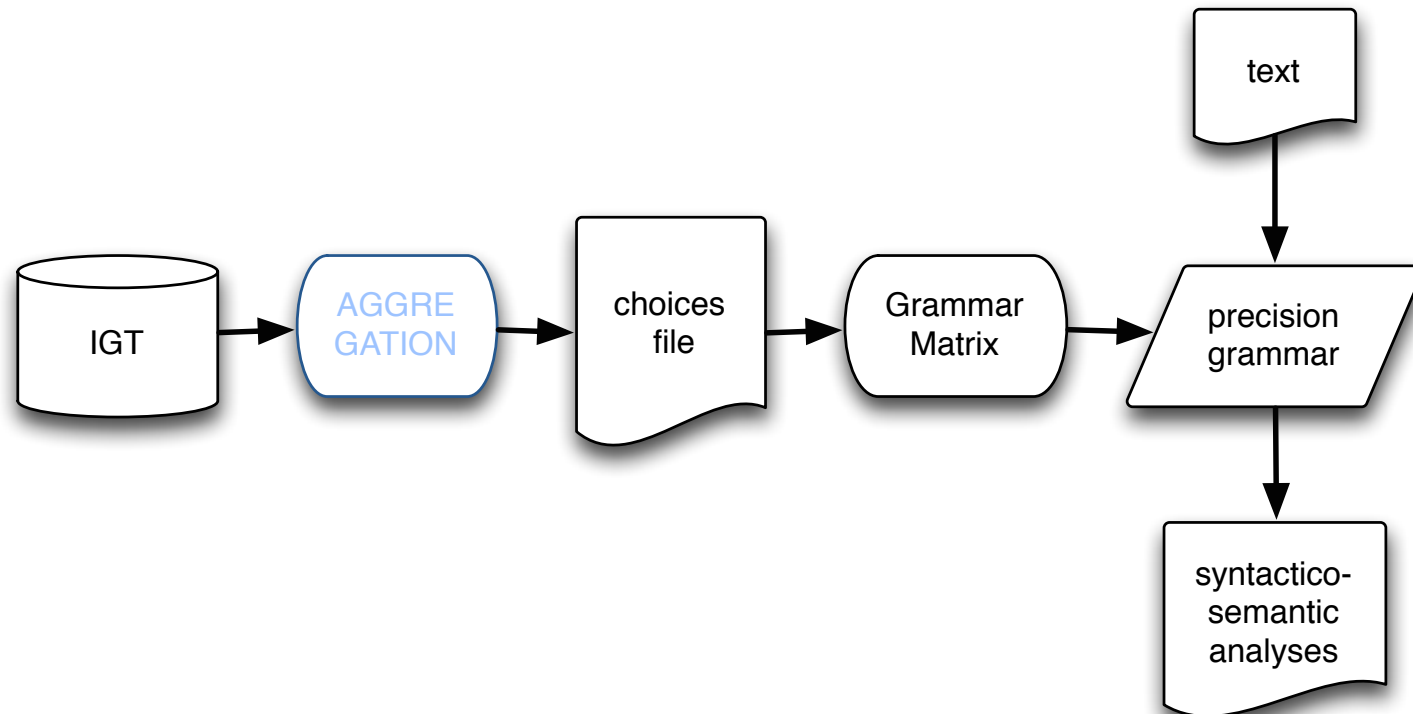 text
IGT
AGGRE
GATION
choices
file
Grammar
Matrix
precision
grammar
syntactico-
semantic
analyses